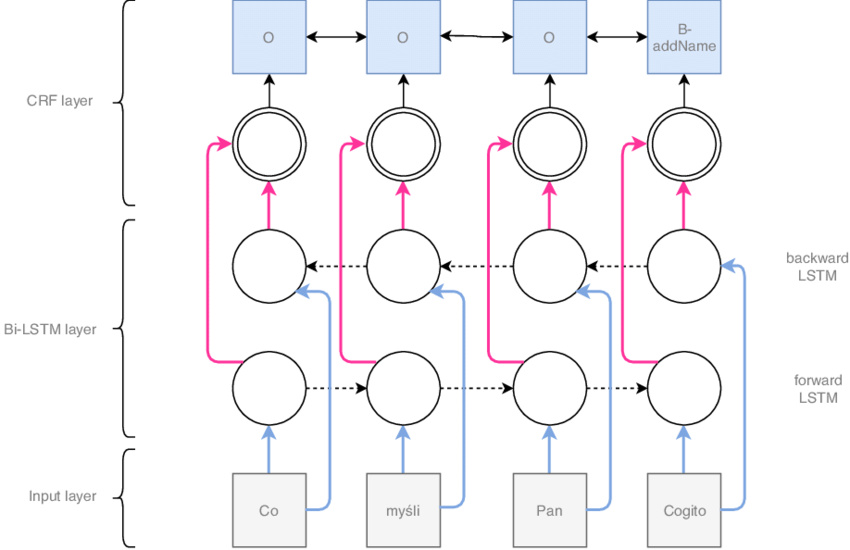 O
O
O
B-
addName
CRF layer
backward
LSTM
Bi-LSTM layer
forward
LSTM
Input layer
Co
myśli
Pan
Cogito